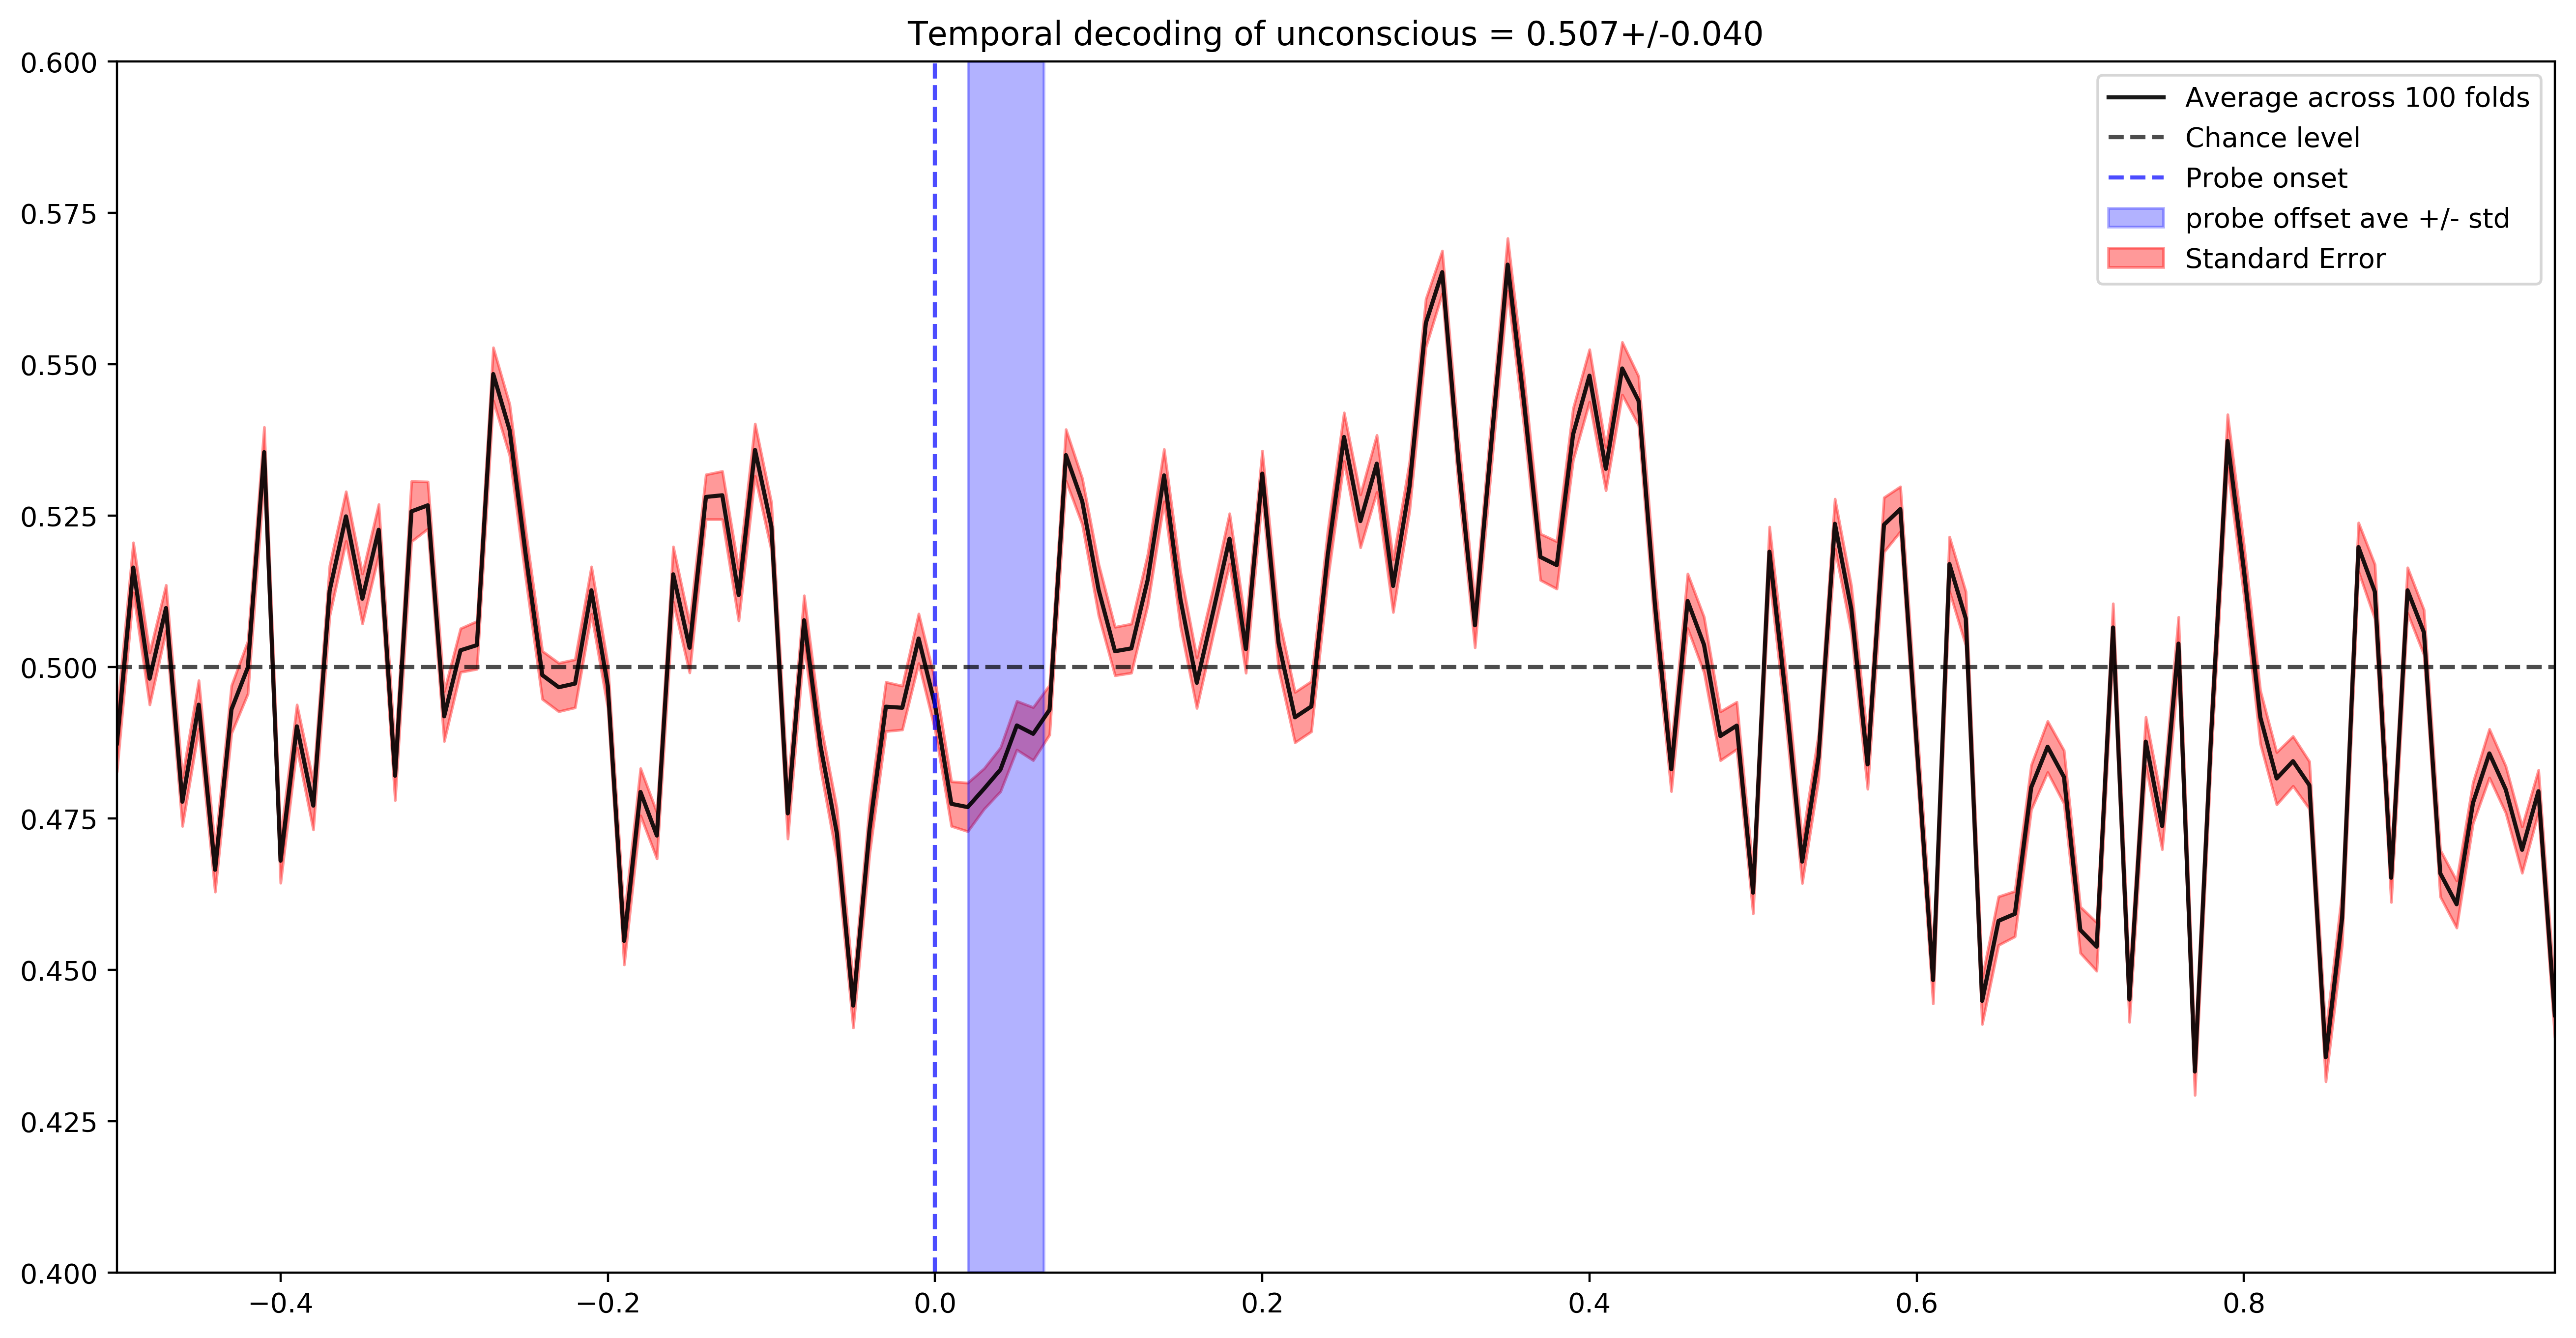 Temporal decoding of unconscious = 0.507+/-0.040
0.600
0.575
0.550
0.525
0.500
0.475
0.450
0.425
0.400
Average across 100 folds
Chance level
Probe onset
probe offset ave +/- std
Standard Error
−0.4 −0.2 0.0 0.2 0.4 0.6 0.8